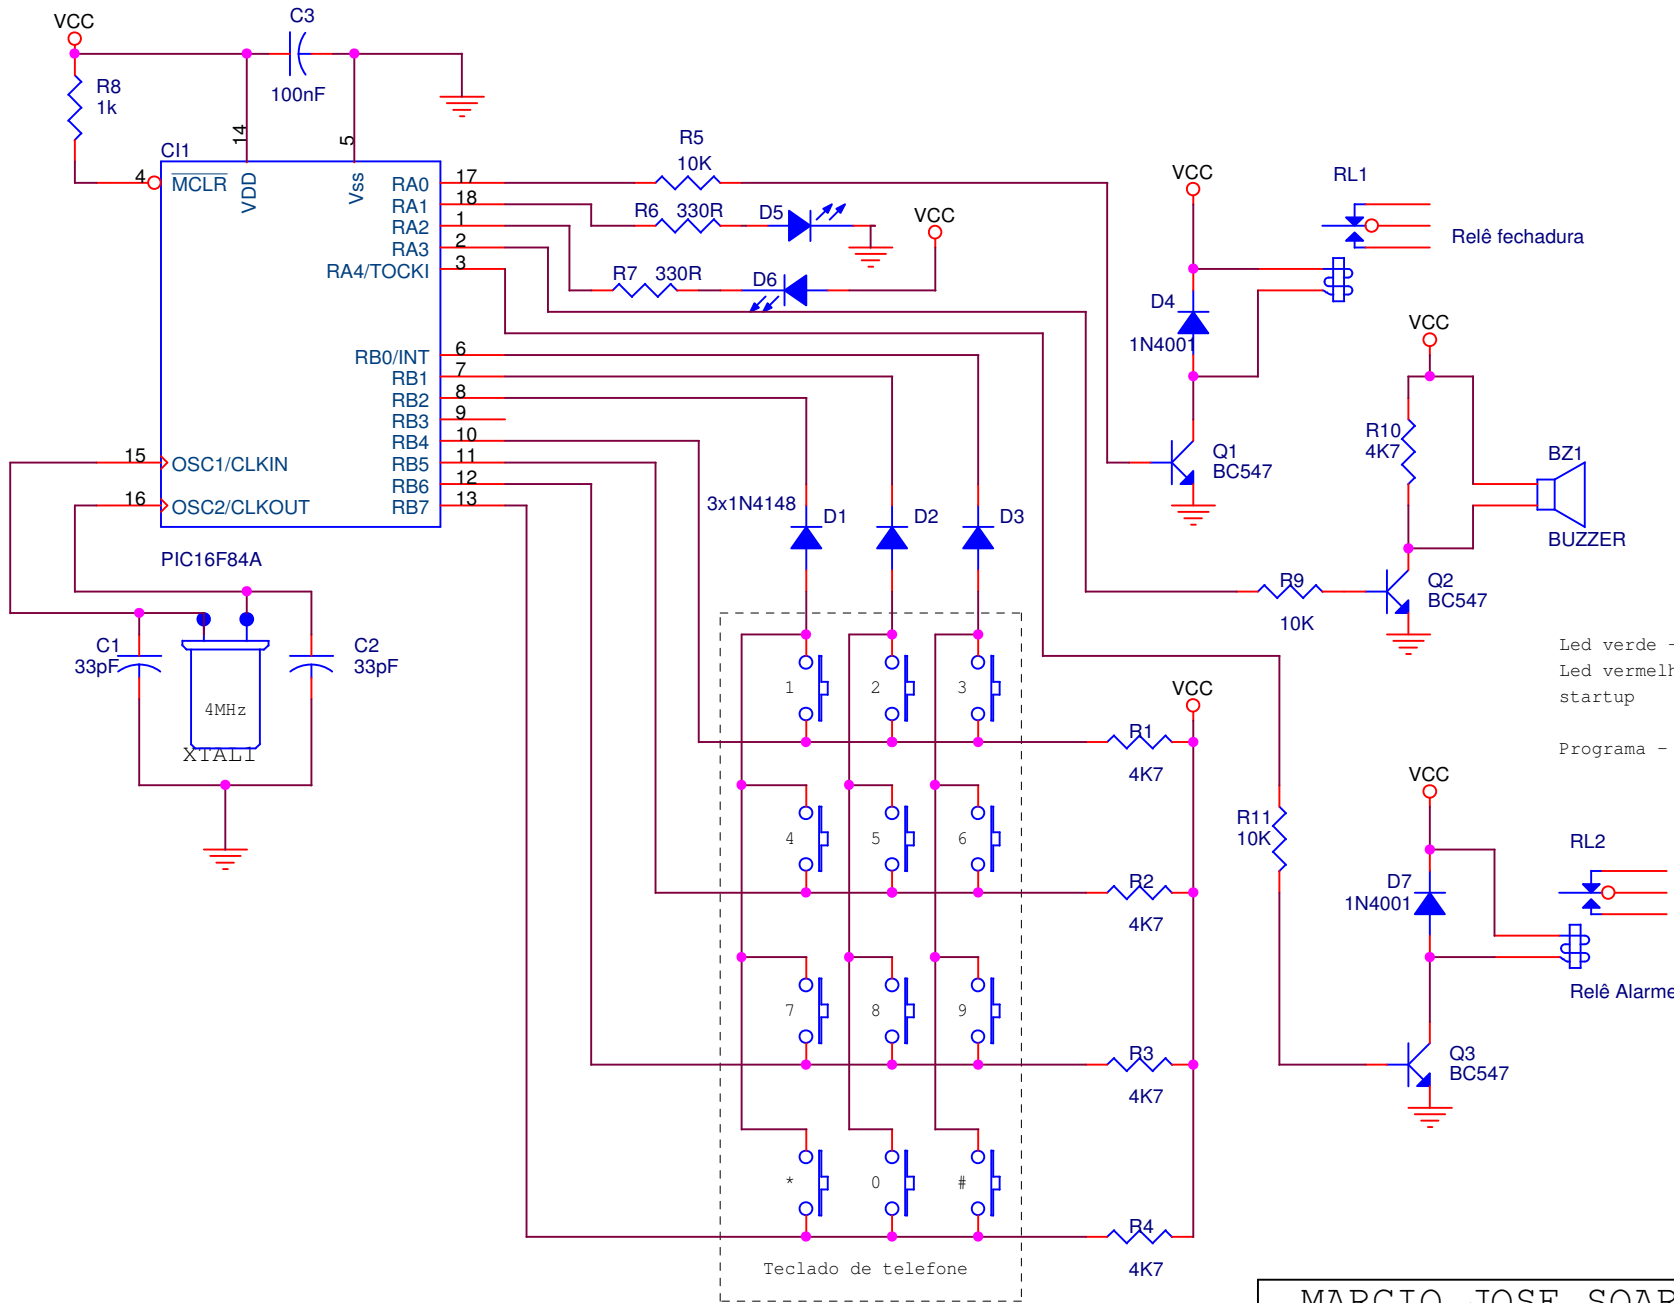 VCC
C3
100nF
R8
1k
14
5
CI1
4
MCLR
VDD
Vss
RA0
17
RA1
18
RA2
1
RA3
2
RA4/TOCKI
3
RB0/INT
6
RB1
7
RB2
8
RB3
9
RB4
10
RB5
11
RB6
12
RB7
13
15
OSC1/CLKIN
16
OSC2/CLKOUT
PIC16F84A
C1
33pF
C2
33pF
4MHz
XTAL1
R5
10K
R6
330R
D5
VCC
R7
330R
D6
VCC
RL1
Relê fechadura
D4
1N4001
Q1
BC547
VCC
R10
4K7
BZ1
BUZZER
R9
10K
Q2
BC547
3x1N4148
D1
D2
D3
1
2
3
4
5
6
7
8
9
*
0
#
Teclado de telefone
VCC
R1
4K7
R2
4K7
R3
4K7
R4
4K7
R11
10K
Led verde -
Led vermelh
startup
Programa -
VCC
D7
1N4001
RL2
Relê Alarme
Q3
BC547
MARCIO JOSE SOAR